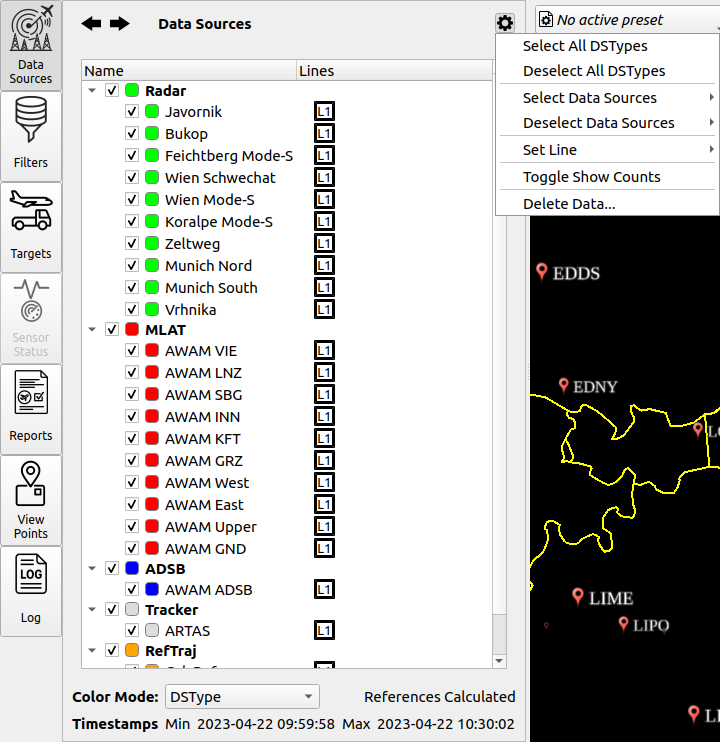 Data Sources
No active preset
Data
Sources
Filters
Targets
Sensor
Status
Reports
View
Points
LOG
Log
Name Lines
Radar
Javornik L1
Bukop L1
Feichtberg Mode-S L1
Wien Schwechat L1
Wien Mode-S L1
Koralpe Mode-S L1
Zeltweg L1
Munich Nord L1
Munich South L1
Vrhnika L1
MLAT
AWAM VIE L1
AWAM LNZ L1
AWAM SBG L1
AWAM INN L1
AWAM KFT L1
AWAM GRZ L1
AWAM West L1
AWAM East L1
AWAM Upper L1
AWAM GND L1
ADSB
AWAM ADSB L1
Tracker
ARTAS L1
RefTraj
Color Mode: DSType References Calculated
Timestamps Min 2023-04-22 09:59:58 Max 2023-04-22 10:30:02
Select All DSTypes
Deselect All DSTypes
Select Data Sources
Deselect Data Sources
Set Line
Toggle Show Counts
Delete Data...
EDDS
EDNY
LIME
LIPO